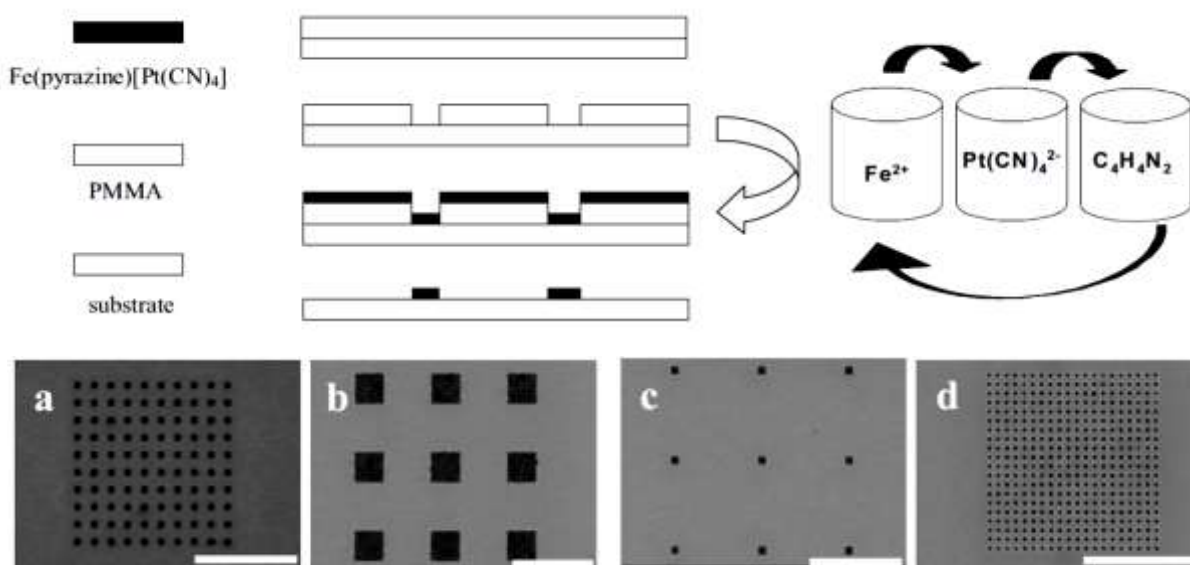 Fe(pyrazine)[Pt(CN)₄]
PMMA
substrate
Fe²⁺
Pt(CN)₄²⁻
C₄H₄N₂
a
b
c
d